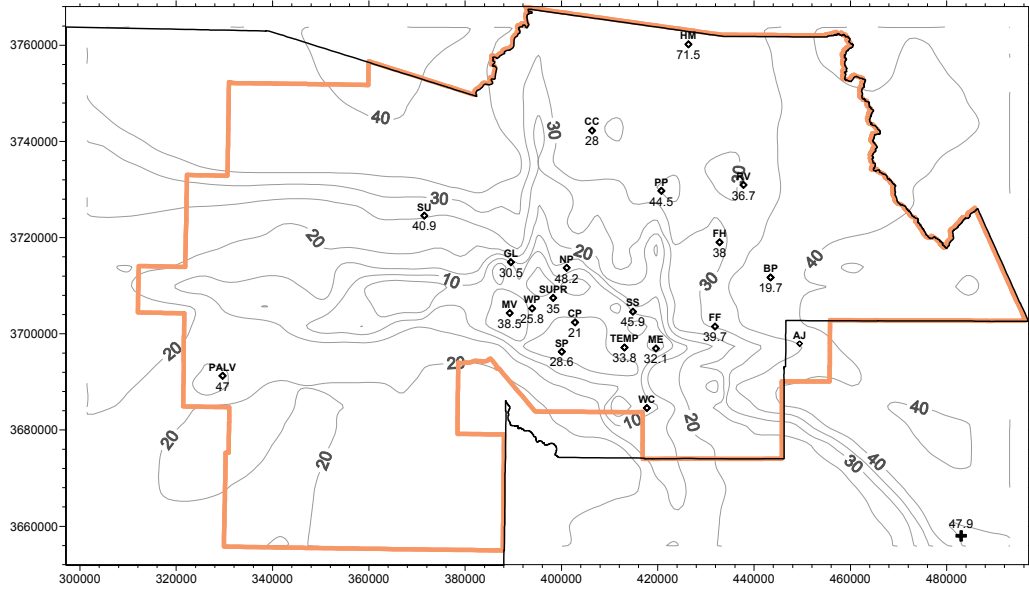 3760000
HM
71.5
40
CC
28
30
3740000
PP
44.5
30
RV
36.7
30
SU
40.9
3720000
20
FH
38
GL
30.5
20
NP
48.2
40
10
BP
19.7
30
SUPR
35
MV
38.5
WP
25.8
CP
21
SS
45.9
FF
39.7
3700000
20
SP
28.6
TEMP
33.8
ME
32.1
AJ
20
PALV
47
WC
10
20
40
3680000
20
20
30
40
3660000
47.9
300000 320000 340000 360000 380000 400000 420000 440000 460000 480000